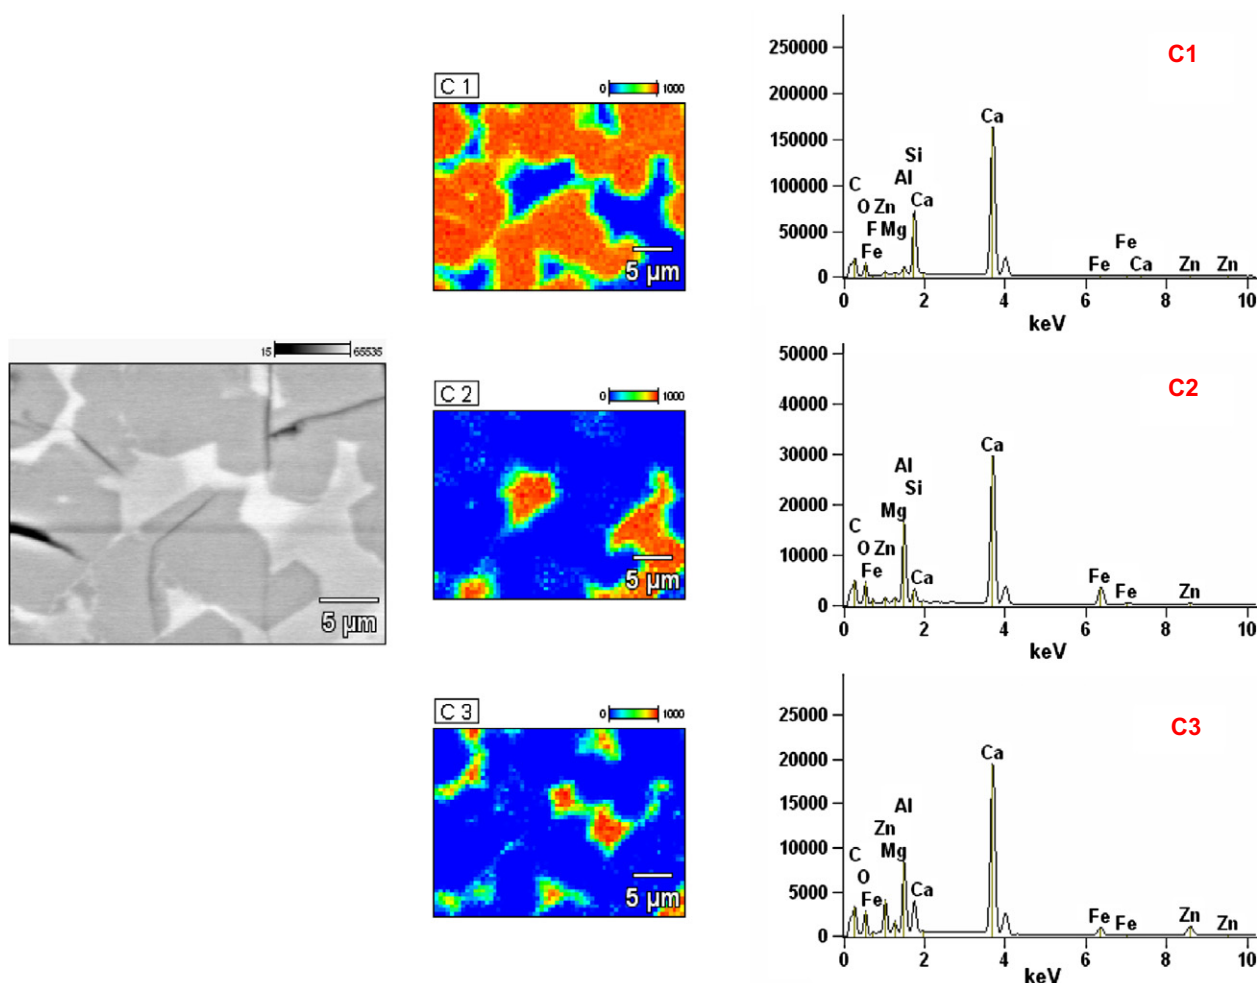 15 65535
5 µm
C 1
0 1000
5 µm
C 2
0 1000
5 µm
C 3
0 1000
5 µm
C1
250000
200000
150000
100000
50000
0
Ca
Si
Al
C
Ca
O Zn
F Mg
Fe
Fe
Fe
Ca
Zn
Zn
0 2 4 6 8 10
keV
C2
50000
40000
30000
20000
10000
0
Ca
Al
Si
Mg
C
O Zn
Fe
Ca
Fe
Fe
Zn
0 2 4 6 8 10
keV
C3
25000
20000
15000
10000
5000
0
Ca
Al
Zn
C
Mg
O
Fe
Ca
Fe
Fe
Zn
Zn
0 2 4 6 8 10
keV